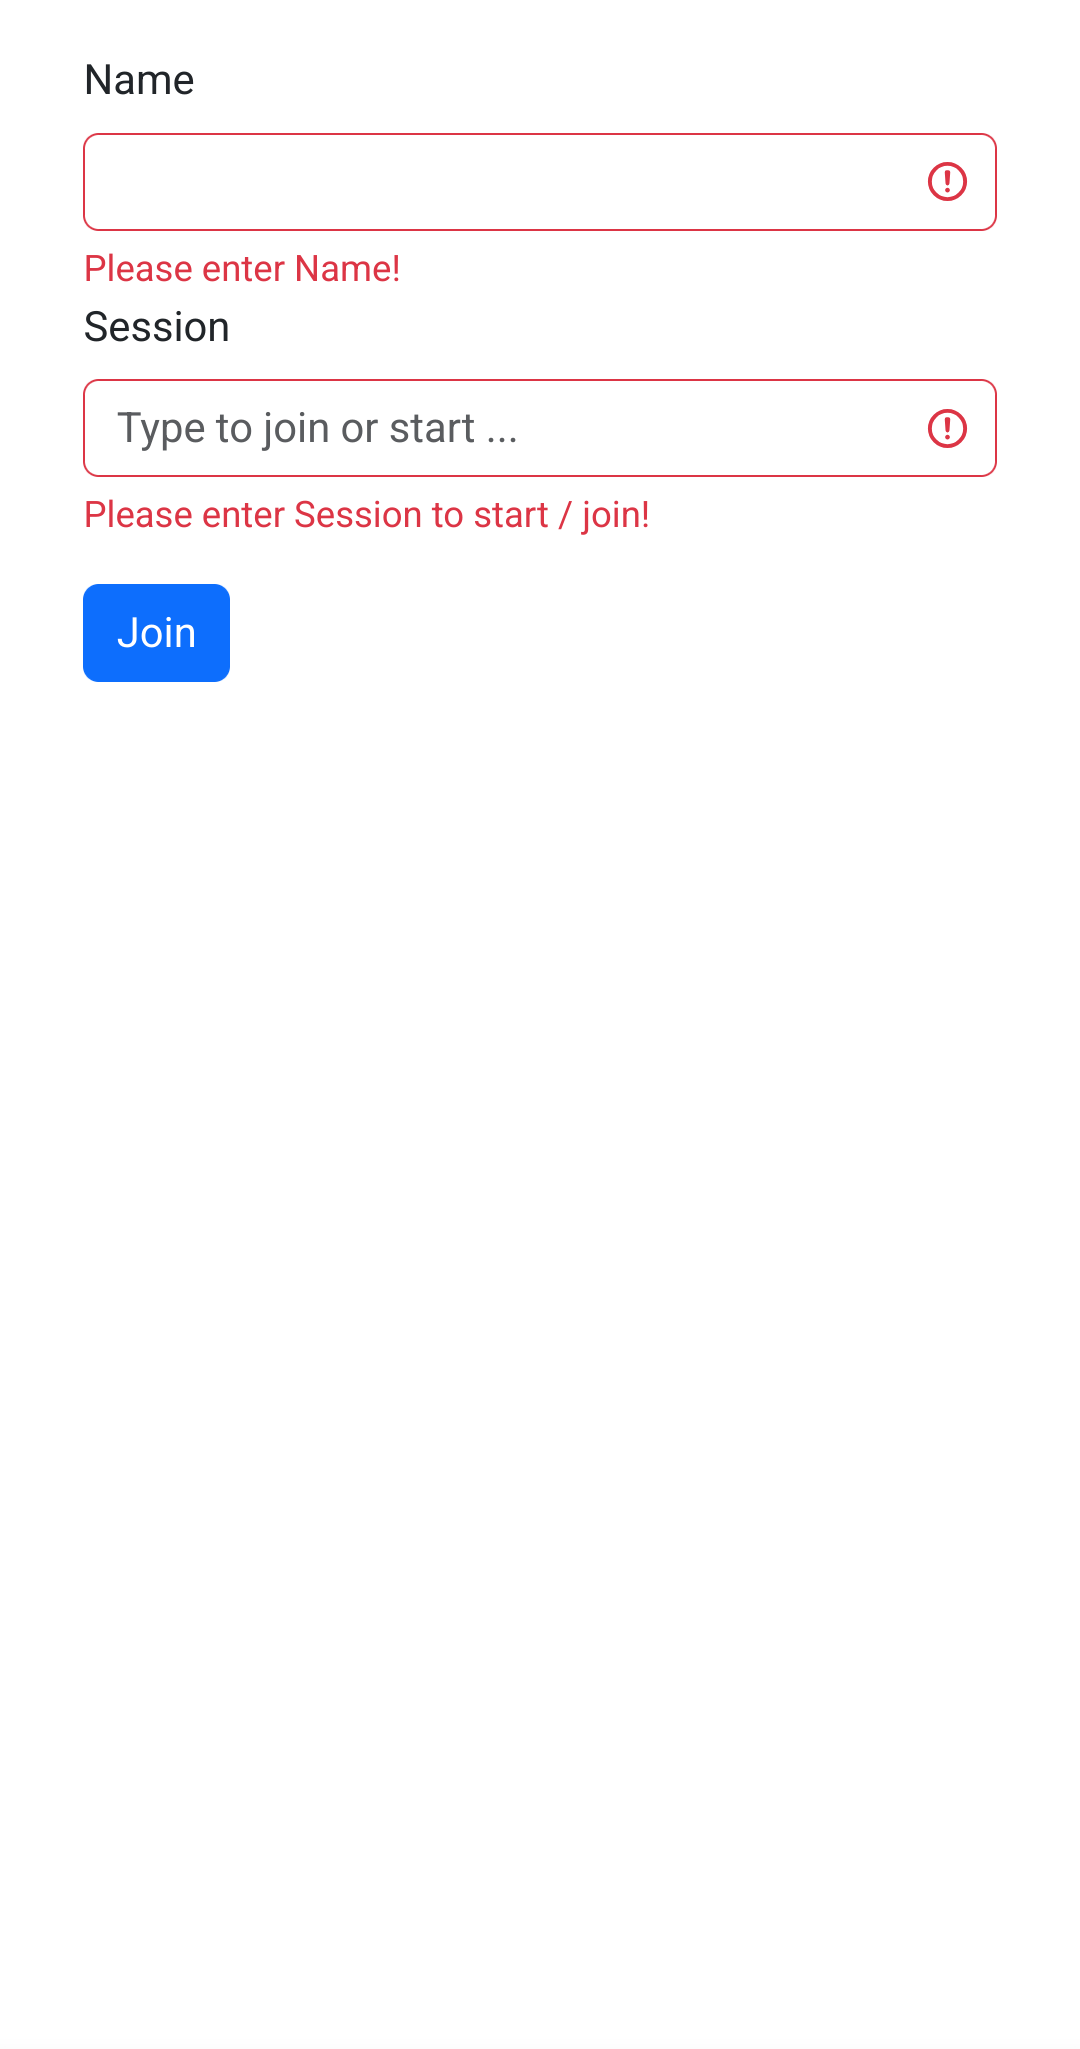 Name
Please enter Name!
Session
Type to join or start ...
Please enter Session to start / join!
Join